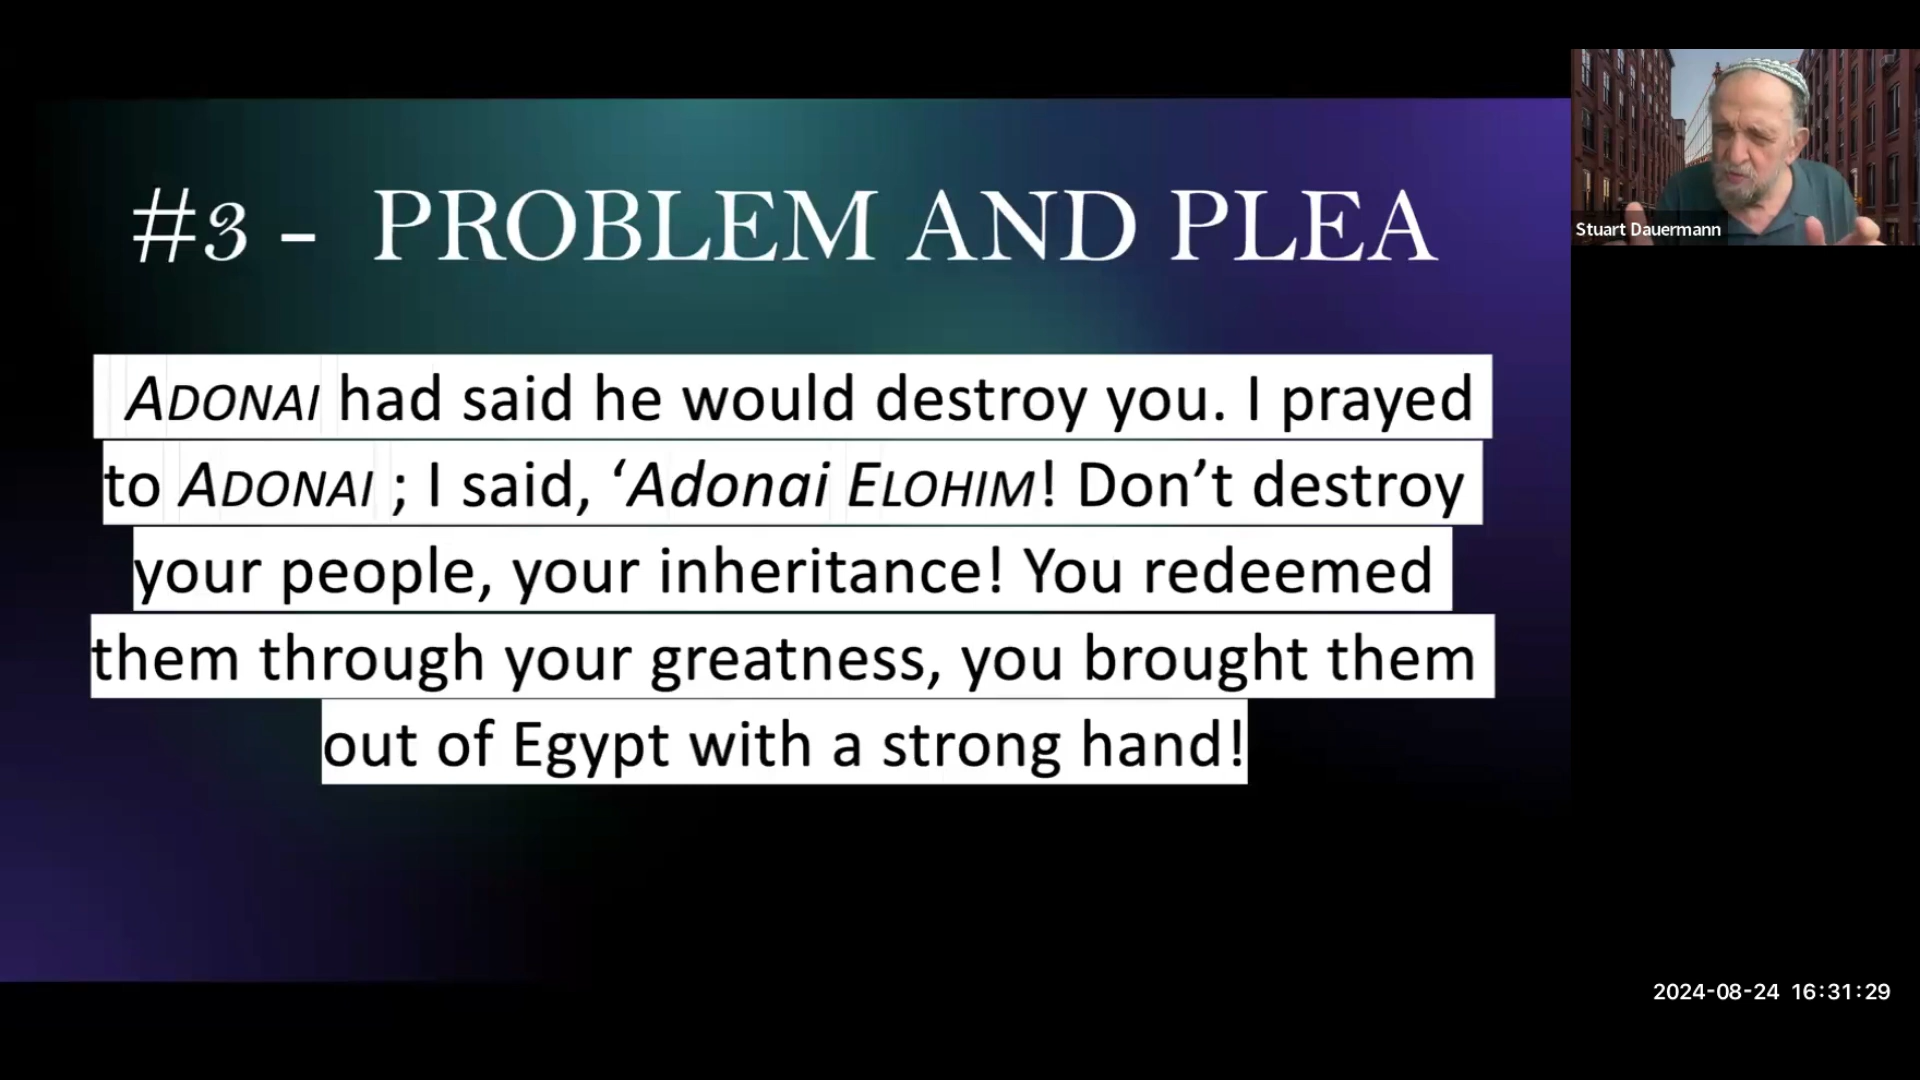 #3 - PROBLEM AND PLEA
ADONAI had said he would destroy you. I prayed
to ADONAI ; I said, ‘Adonai ELOHIM! Don’t destroy
your people, your inheritance! You redeemed
them through your greatness, you brought them
out of Egypt with a strong hand!
Stuart Dauermann
2024-08-24 16:31:29